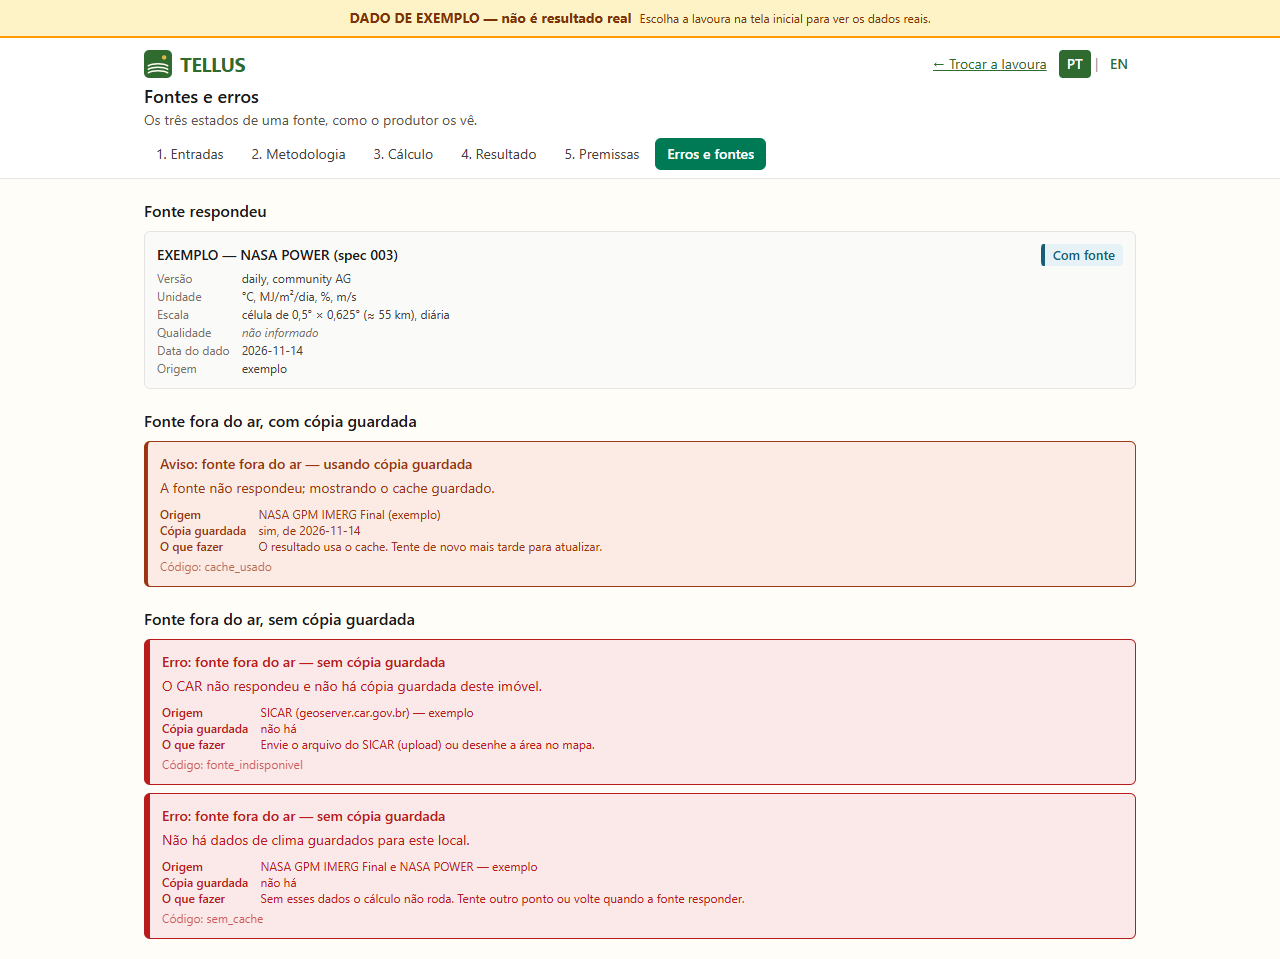 DADO DE EXEMPLO — não é resultado real Escolha a lavoura na tela inicial para ver os dados reais.
TELLUS
← Trocar a lavoura PT | EN
Fontes e erros
Os três estados de uma fonte, como o produtor os vê.
1. Entradas 2. Metodologia 3. Cálculo 4. Resultado 5. Premissas Erros e fontes
Fonte respondeu
EXEMPLO — NASA POWER (spec 003) Com fonte
Versão daily, community AG
Unidade °C, MJ/m²/dia, %, m/s
Escala célula de 0,5° × 0,625° (≈ 55 km), diária
Qualidade não informado
Data do dado 2026-11-14
Origem exemplo
Fonte fora do ar, com cópia guardada
Aviso: fonte fora do ar — usando cópia guardada
A fonte não respondeu; mostrando o cache guardado.
Origem NASA GPM IMERG Final (exemplo)
Cópia guardada sim, de 2026-11-14
O que fazer O resultado usa o cache. Tente de novo mais tarde para atualizar.
Código: cache_usado
Fonte fora do ar, sem cópia guardada
Erro: fonte fora do ar — sem cópia guardada
O CAR não respondeu e não há cópia guardada deste imóvel.
Origem SICAR (geoserver.car.gov.br) — exemplo
Cópia guardada não há
O que fazer Envie o arquivo do SICAR (upload) ou desenhe a área no mapa.
Código: fonte_indisponivel
Erro: fonte fora do ar — sem cópia guardada
Não há dados de clima guardados para este local.
Origem NASA GPM IMERG Final e NASA POWER — exemplo
Cópia guardada não há
O que fazer Sem esses dados o cálculo não roda. Tente outro ponto ou volte quando a fonte responder.
Código: sem_cache